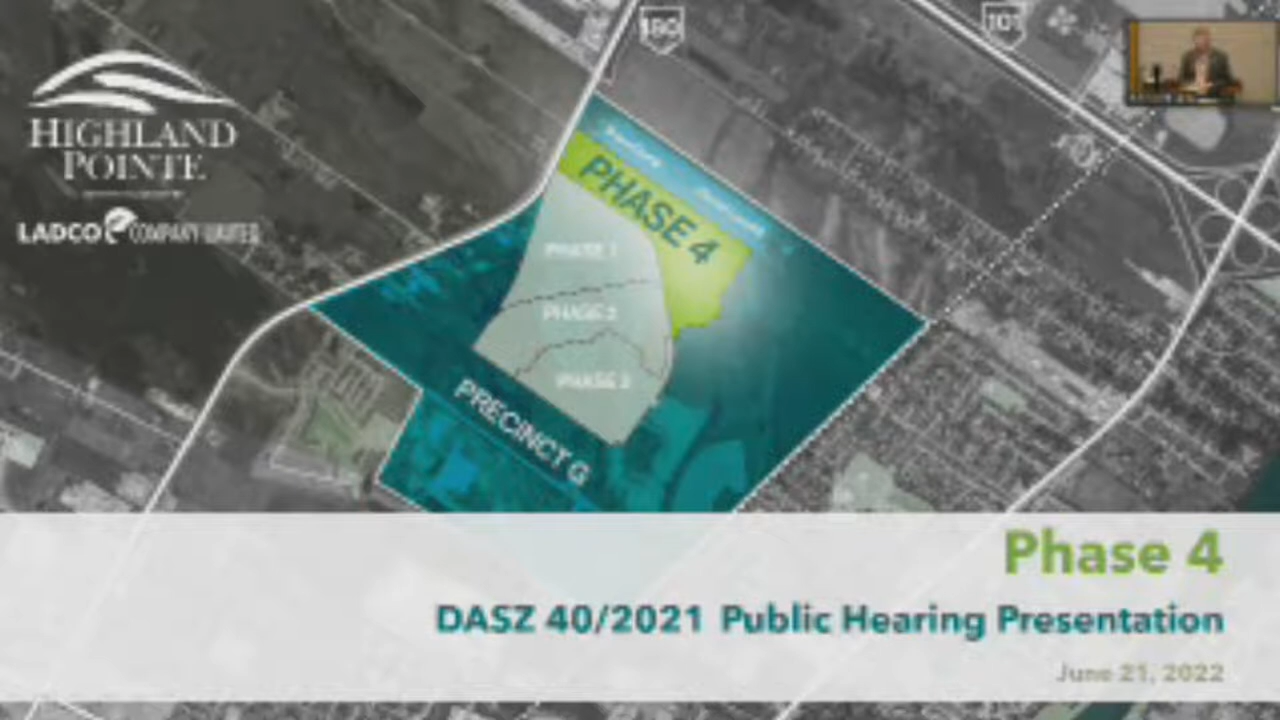 180
101
HIGHLAND
POINTE
LADCO COMPANY LIMITED
PHASE 4
PHASE 1
PHASE 2
PHASE 3
PRECINCT G
Phase 4
DASZ 40/2021 Public Hearing Presentation
June 21, 2022